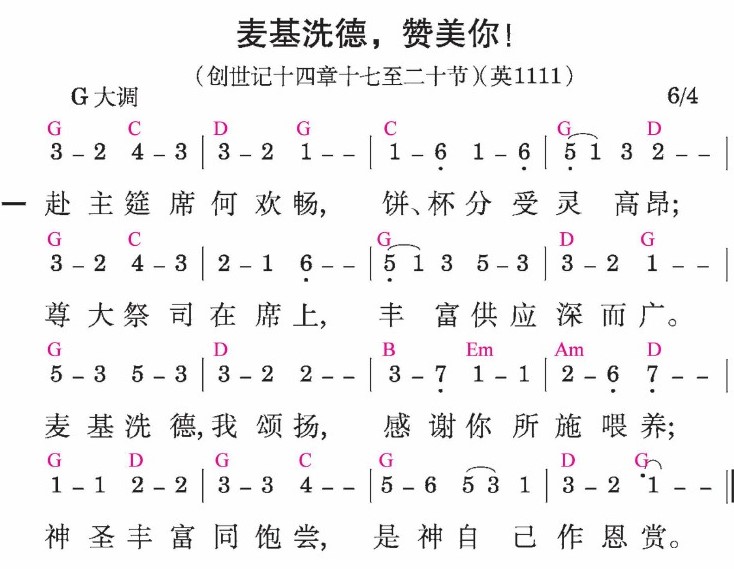 麦基洗德，赞美你！
（创世记十四章十七至二十节）（英1111）
G 大调 6/4
G C D G C G D
3 – 2 4 – 3 | 3 – 2 1 – – | 1 – 6̣ 1 – 6̣ | 5̣ 1 3 2 – – |
一 赴主筵席何欢畅，饼、杯分受灵高昂；
G C G D G
3 – 2 4 – 3 | 2 – 1 6̣ – – | 5̣ 1 3 5 – 3 | 3 – 2 1 – – |
尊大祭司在席上，丰富供应深而广。
G D B Em Am D
5 – 3 5 – 3 | 3 – 2 2 – – | 3 – 7̣ 1 – 1 | 2 – 6̣ 7̣ – – |
麦基洗德，我颂扬，感谢你所施喂养；
G D G C G D G
1 – 1 2 – 2 | 3 – 3 4 – – | 5 – 6 5 3 1 | 3 – 2 1 – – ‖
神圣丰富同饱尝，是神自己作恩赏。